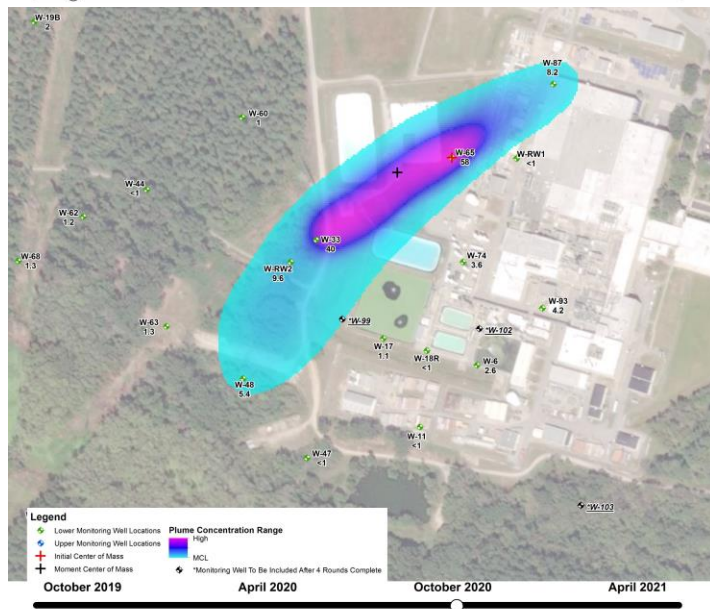 W-19B
2
W-87
8.2
W-60
1
W-65
58
W-RW1
<1
W-44
<1
W-62
1.2
W-33
40
W-68
1.3
W-RW2
9.6
W-74
3.6
W-93
4.2
*W-99
W-63
1.3
*W-102
W-17
1.1
W-18R
<1
W-6
2.6
W-48
5.4
W-11
<1
W-47
<1
*W-103
Legend
Lower Monitoring Well Locations
Upper Monitoring Well Locations
Initial Center of Mass
Moment Center of Mass
Plume Concentration Range
High
MCL
*Monitoring Well To Be Included After 4 Rounds Complete
October 2019 April 2020 October 2020 April 2021